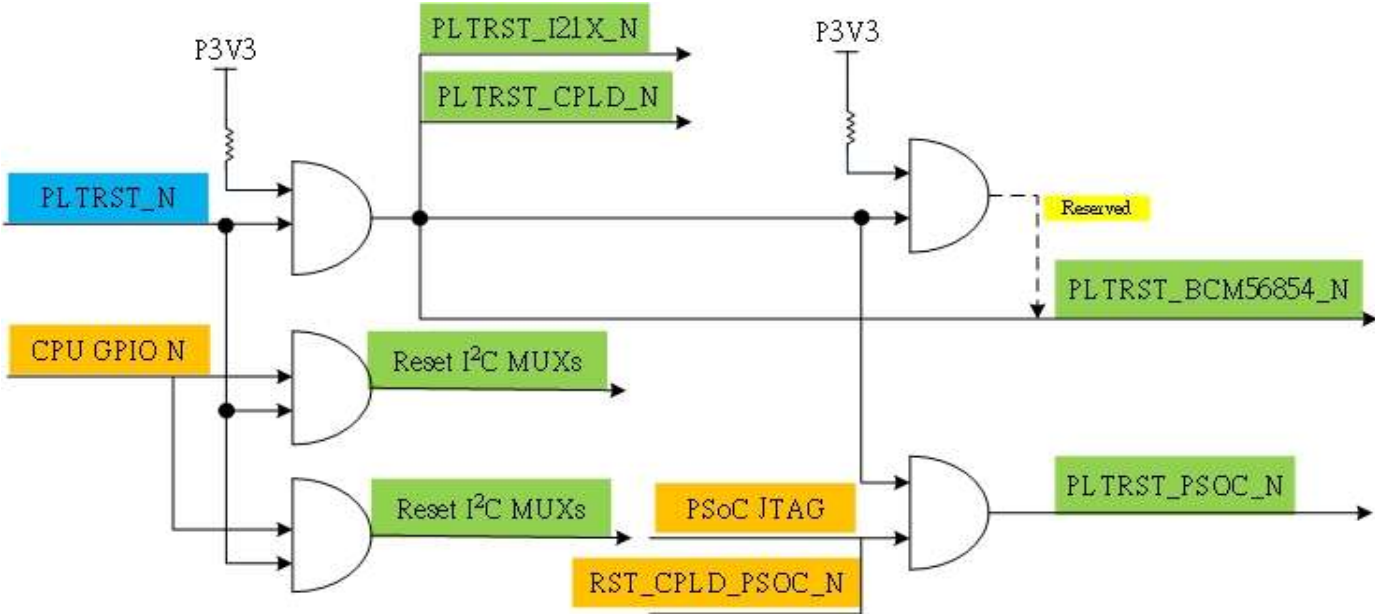 PLTRST_I21X_N
P3V3
P3V3
PLTRST_CPLD_N
PLTRST_N
Reserved
PLTRST_BCM56854_N
CPU GPIO N
Reset I²C MUXs
PLTRST_PSOC_N
Reset I²C MUXs
PSoC JTAG
RST_CPLD_PSOC_N